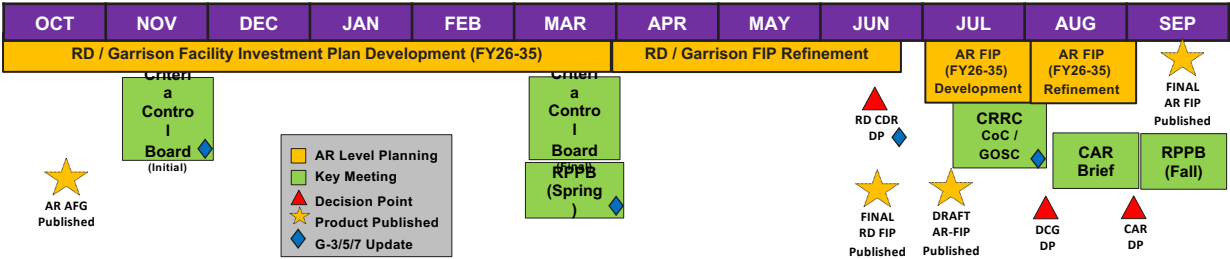 OCT NOV DEC JAN FEB MAR APR MAY JUN JUL AUG SEP
RD / Garrison Facility Investment Plan Development (FY26-35)
RD / Garrison FIP Refinement
AR FIP
(FY26-35)
Development
AR FIP
(FY26-35)
Refinement
FINAL
AR FIP
Published
Criteri
a
Contro
l
Board
(Initial)
Criteri
a
Contro
l
Board
(Final)
RPPB
(Spring
)
RD CDR
DP
CRRC
CoC /
GOSC
CAR
Brief
RPPB
(Fall)
AR AFG
Published
AR Level Planning
Key Meeting
Decision Point
Product Published
G-3/5/7 Update
FINAL
RD FIP
Published
DRAFT
AR-FIP
Published
DCG
DP
CAR
DP